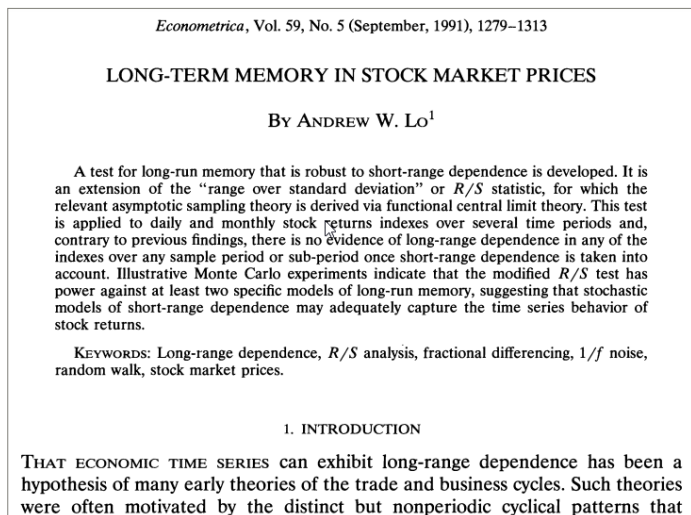 Econometrica, Vol. 59, No. 5 (September, 1991), 1279–1313
LONG-TERM MEMORY IN STOCK MARKET PRICES
BY ANDREW W. LO1
A test for long-run memory that is robust to short-range dependence is developed. It is
an extension of the “range over standard deviation” or R/S statistic, for which the
relevant asymptotic sampling theory is derived via functional central limit theory. This test
is applied to daily and monthly stock returns indexes over several time periods and,
contrary to previous findings, there is no evidence of long-range dependence in any of the
indexes over any sample period or sub-period once short-range dependence is taken into
account. Illustrative Monte Carlo experiments indicate that the modified R/S test has
power against at least two specific models of long-run memory, suggesting that stochastic
models of short-range dependence may adequately capture the time series behavior of
stock returns.
KEYWORDS: Long-range dependence, R/S analysis, fractional differencing, 1/f noise,
random walk, stock market prices.
1. INTRODUCTION
THAT ECONOMIC TIME SERIES can exhibit long-range dependence has been a
hypothesis of many early theories of the trade and business cycles. Such theories
were often motivated by the distinct but nonperiodic cyclical patterns that